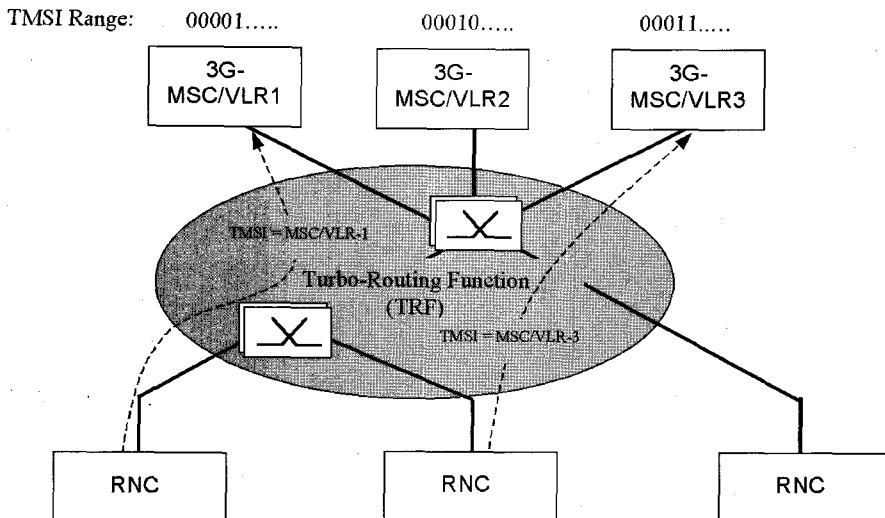 TMSI Range: 00001..... 00010..... 00011.....
3G-
MSC/VLR1
3G-
MSC/VLR2
3G-
MSC/VLR3
TMSI = MSC/VLR-1
Turbo-Routing Function
(TRF)
TMSI = MSC/VLR-3
RNC
RNC
RNC